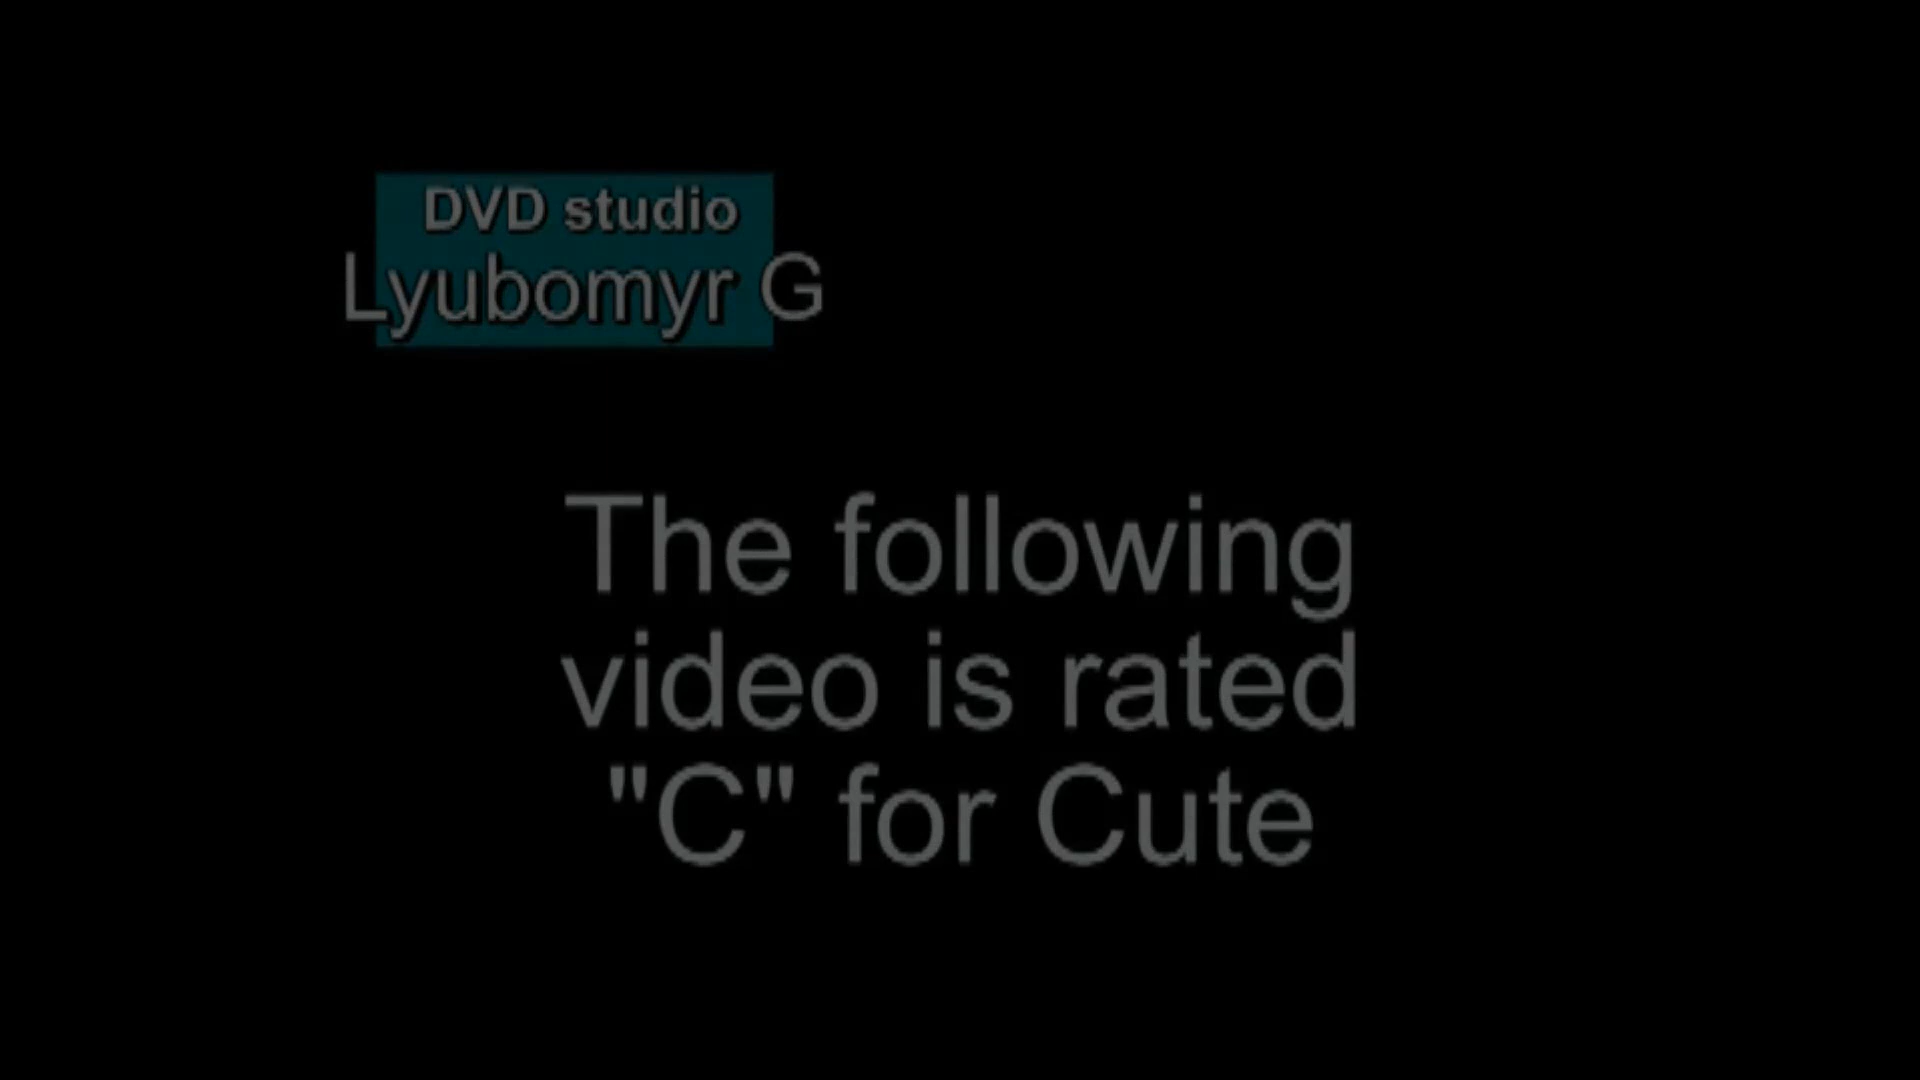 DVD studio
Lyubomyr G
The following
video is rated
"C" for Cute